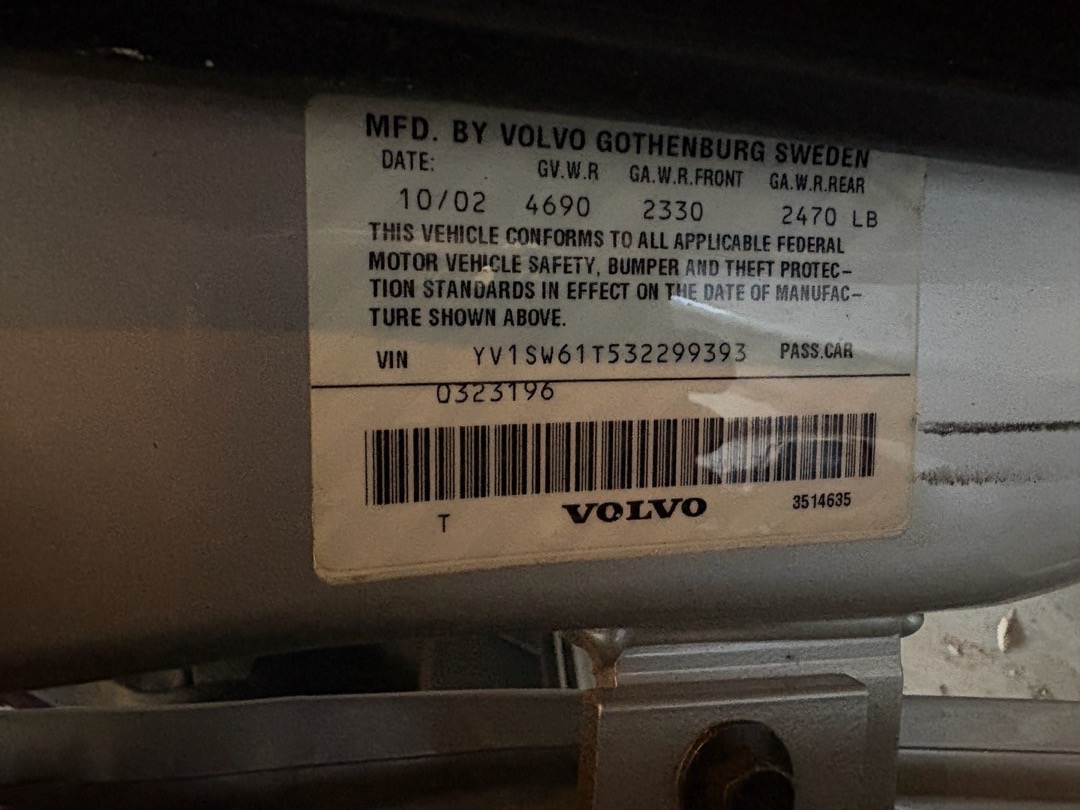 MFD. BY VOLVO GOTHENBURG SWEDEN
DATE: GV.W.R GA.W.R.FRONT GA.W.R.REAR
10/02 4690 2330 2470 LB
THIS VEHICLE CONFORMS TO ALL APPLICABLE FEDERAL
MOTOR VEHICLE SAFETY, BUMPER AND THEFT PROTEC-
TION STANDARDS IN EFFECT ON THE DATE OF MANUFAC-
TURE SHOWN ABOVE.
VIN YV1SW61T532299393 PASS.CAR
0323196
T VOLVO 3514635